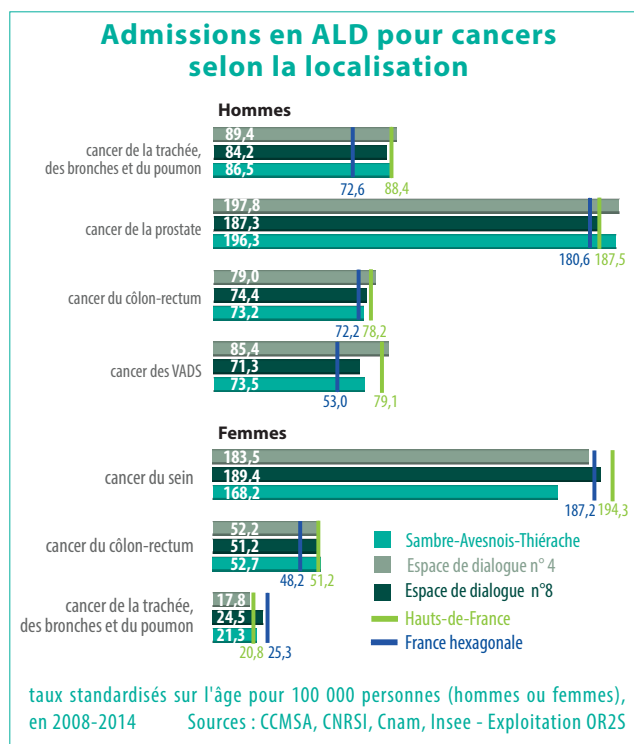 Admissions en ALD pour cancers
selon la localisation
Hommes
cancer de la trachée,
des bronches et du poumon
89,4
84,2
86,5
72,6 88,4
cancer de la prostate
197,8
187,3
196,3
180,6 187,5
cancer du côlon-rectum
79,0
74,4
73,2
72,2 78,2
cancer des VADS
85,4
71,3
73,5
53,0 79,1
Femmes
cancer du sein
183,5
189,4
168,2
187,2 194,3
cancer du côlon-rectum
52,2
51,2
52,7
48,2 51,2
cancer de la trachée,
des bronches et du poumon
17,8
24,5
21,3
20,8 25,3
Sambre-Avesnois-Thiérache
Espace de dialogue n° 4
Espace de dialogue n°8
Hauts-de-France
France hexagonale
taux standardisés sur l'âge pour 100 000 personnes (hommes ou femmes),
en 2008-2014 Sources : CCMSA, CNRSI, Cnam, Insee - Exploitation OR2S